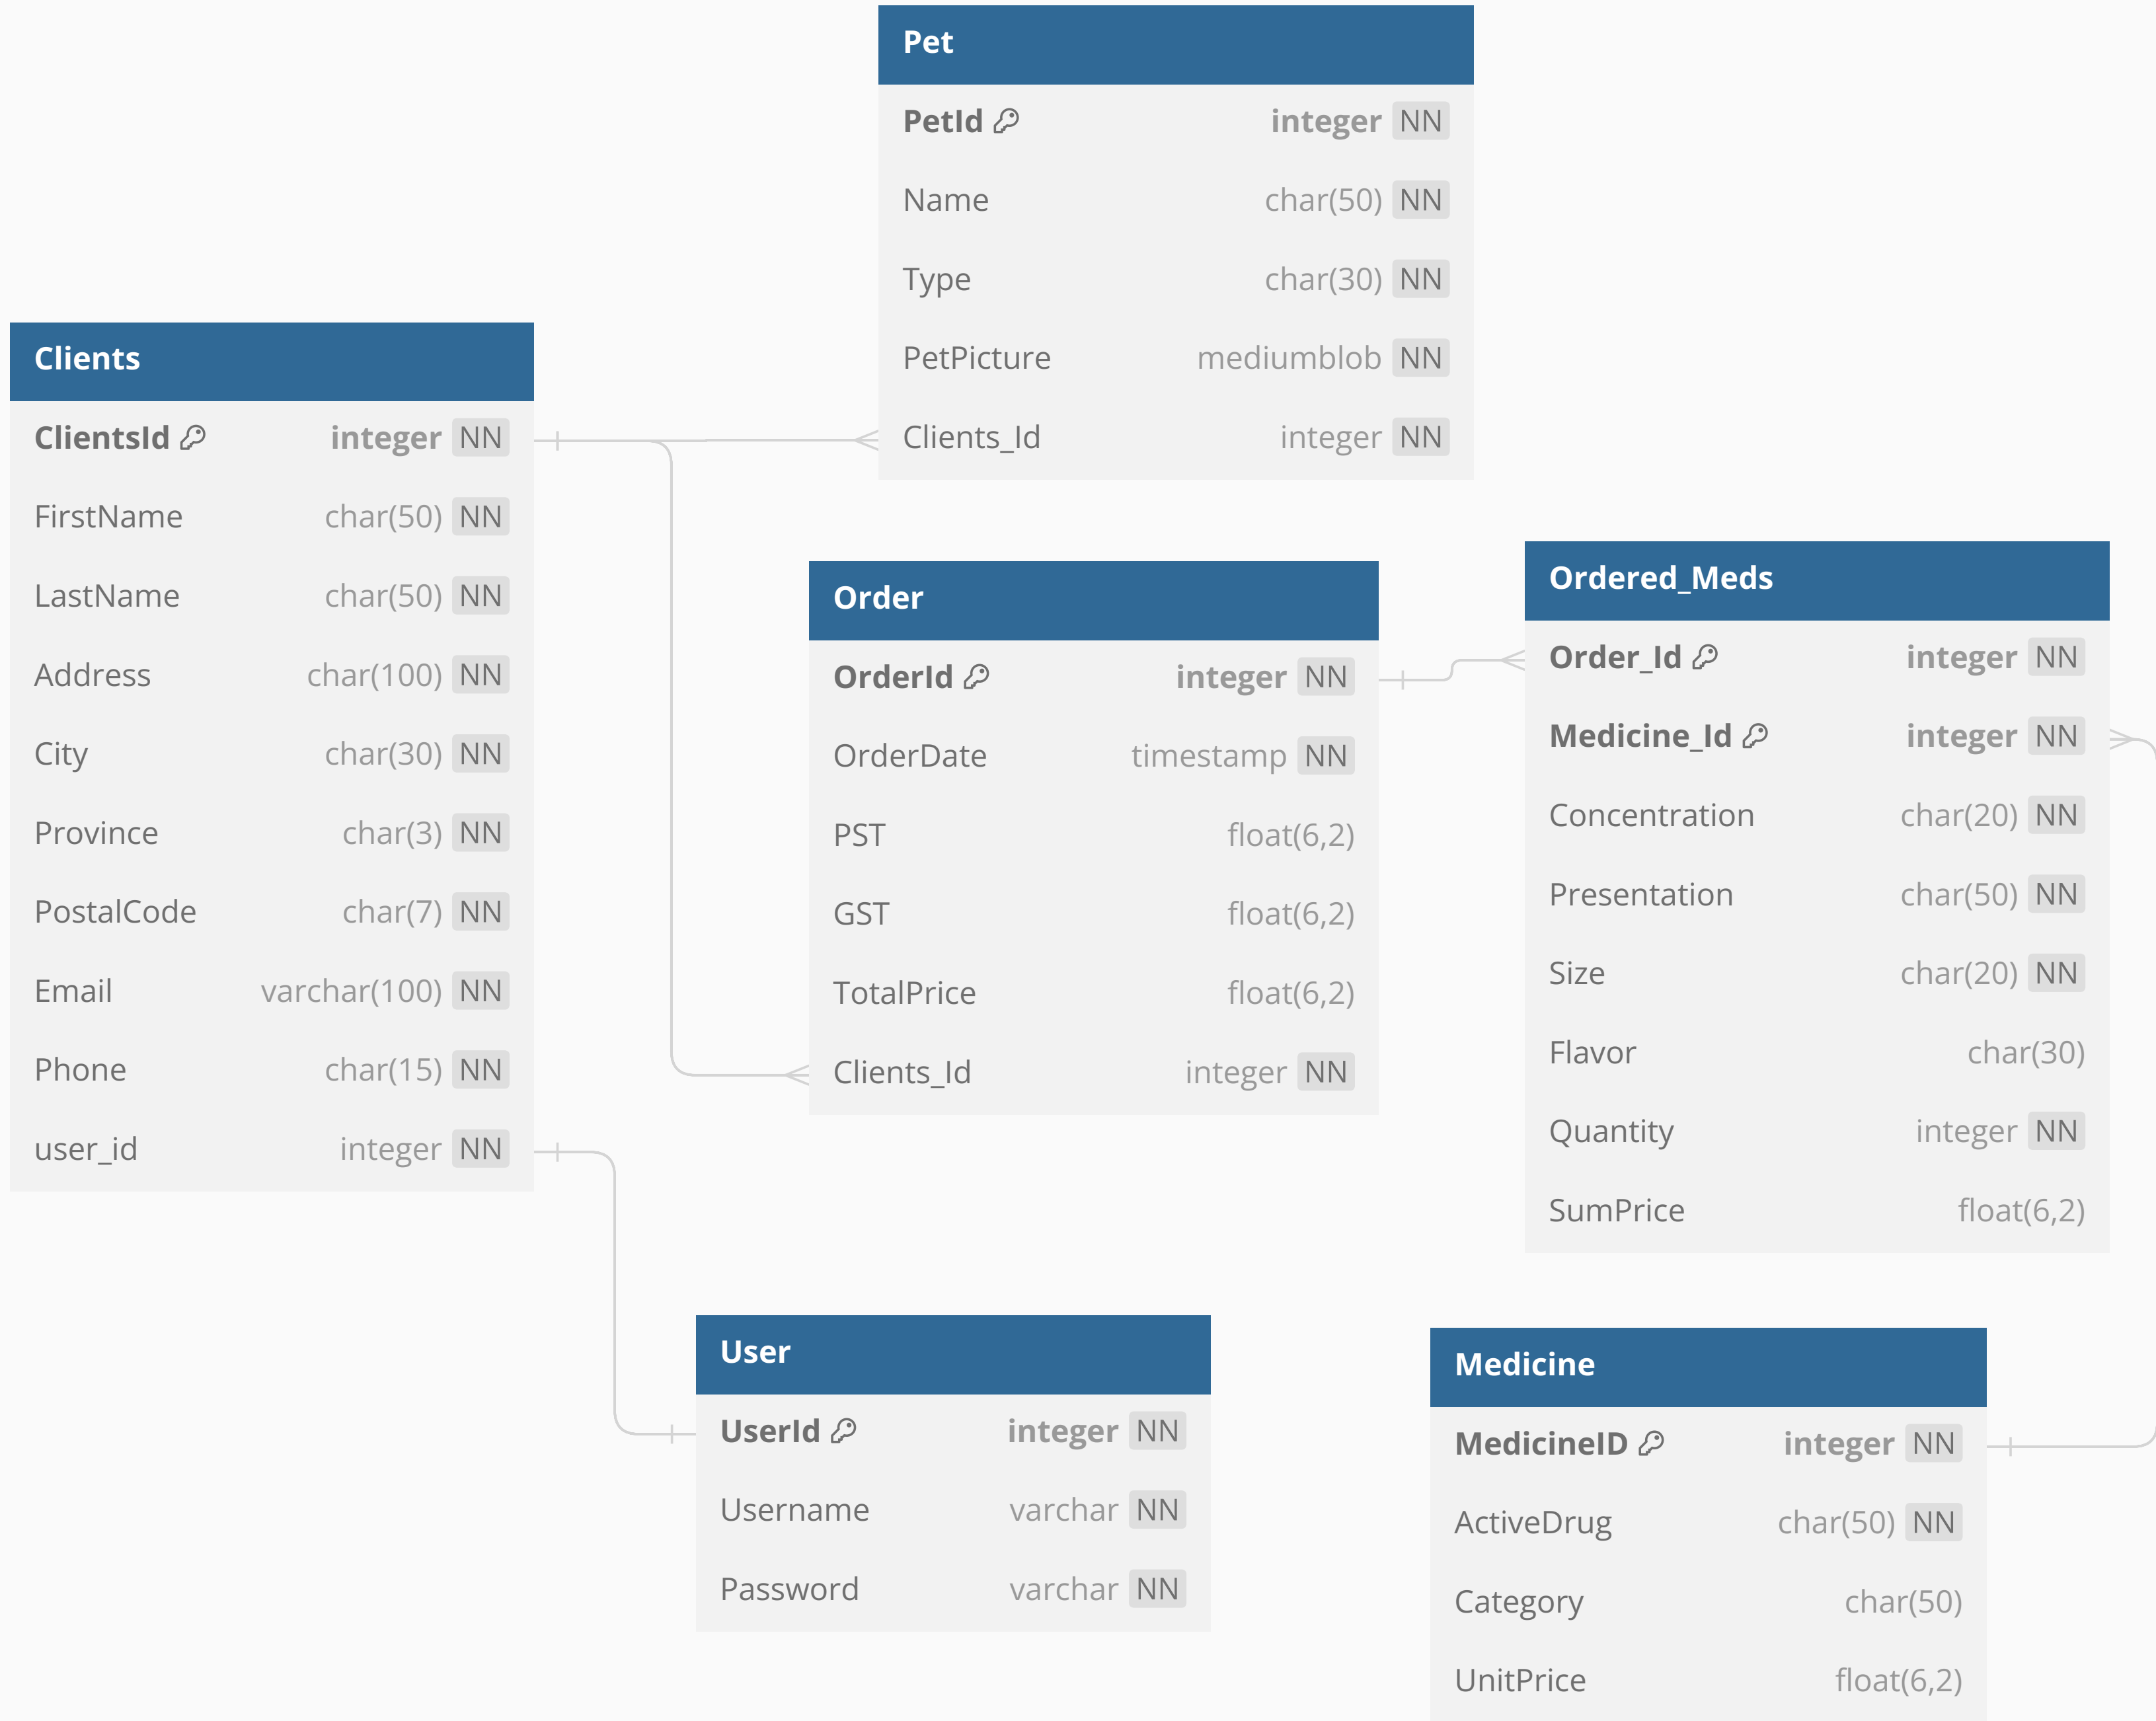 Pet
PetId integer NN
Name char(50) NN
Type char(30) NN
PetPicture mediumblob NN
Clients_Id integer NN
Clients
ClientsId integer NN
FirstName char(50) NN
LastName char(50) NN
Address char(100) NN
City char(30) NN
Province char(3) NN
PostalCode char(7) NN
Email varchar(100) NN
Phone char(15) NN
user_id integer NN
Order
OrderId integer NN
OrderDate timestamp NN
PST float(6,2)
GST float(6,2)
TotalPrice float(6,2)
Clients_Id integer NN
Ordered_Meds
Order_Id integer NN
Medicine_Id integer NN
Concentration char(20) NN
Presentation char(50) NN
Size char(20) NN
Flavor char(30)
Quantity integer NN
SumPrice float(6,2)
User
UserId integer NN
Username varchar NN
Password varchar NN
Medicine
MedicineID integer NN
ActiveDrug char(50) NN
Category char(50)
UnitPrice float(6,2)